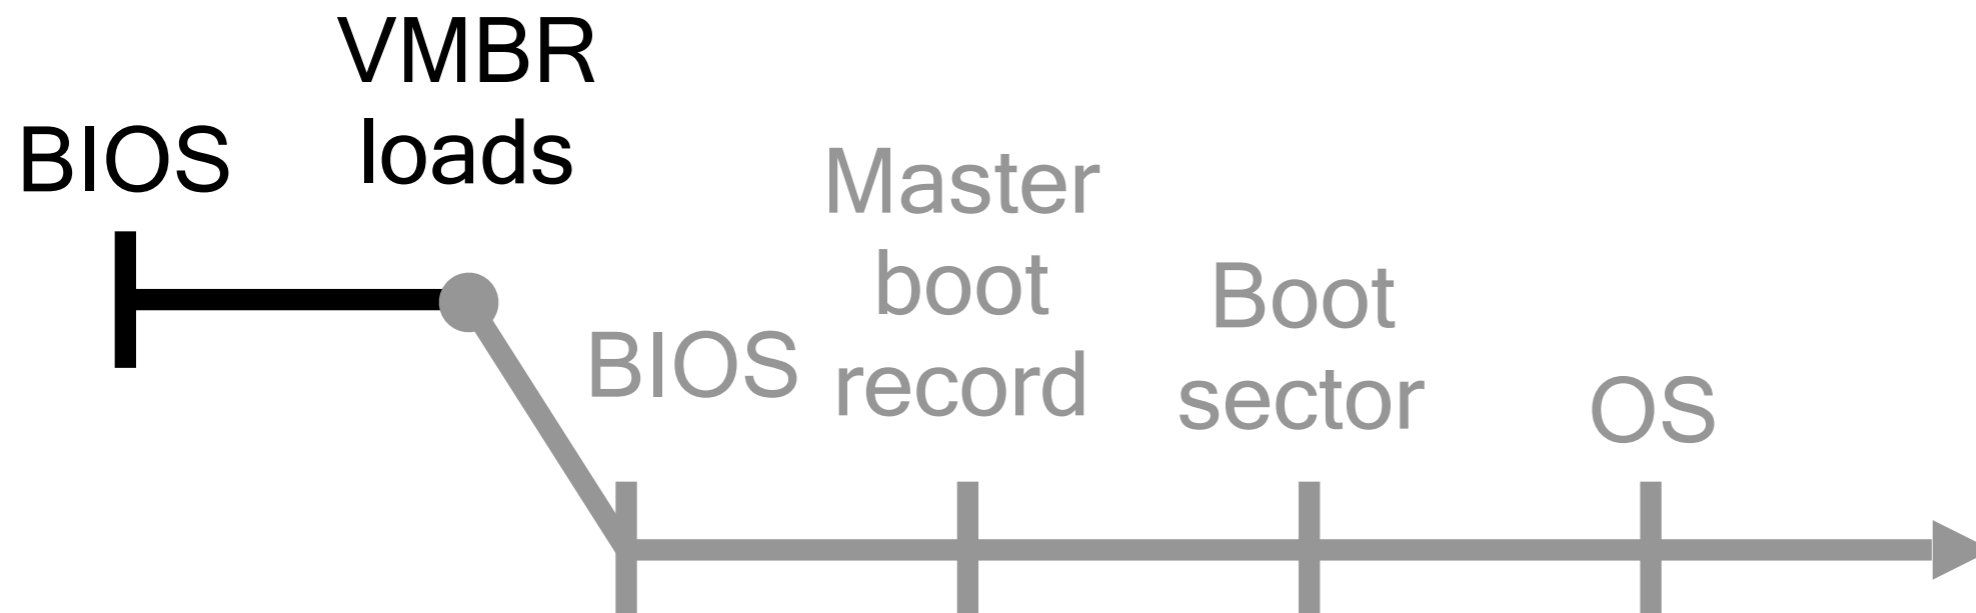 BIOS
VMBR
loads
BIOS
Master
boot
record
Boot
sector
OS